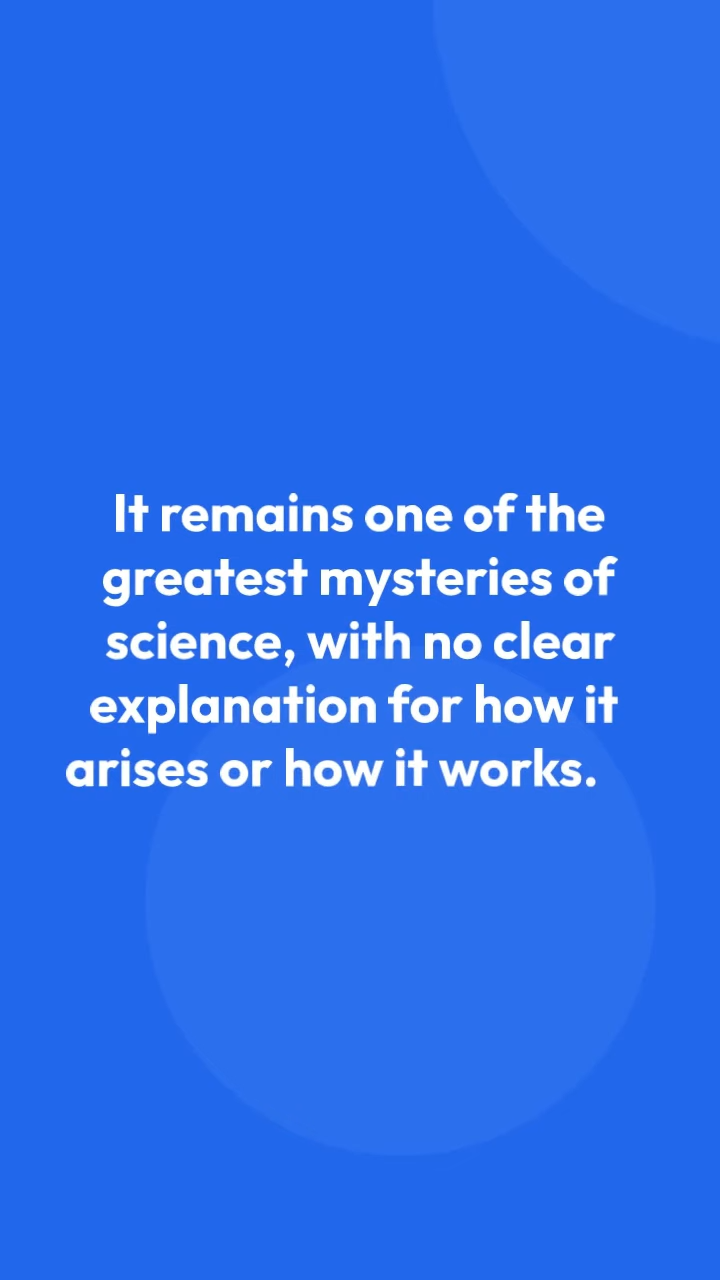 It remains one of the
greatest mysteries of
science, with no clear
explanation for how it
arises or how it works.